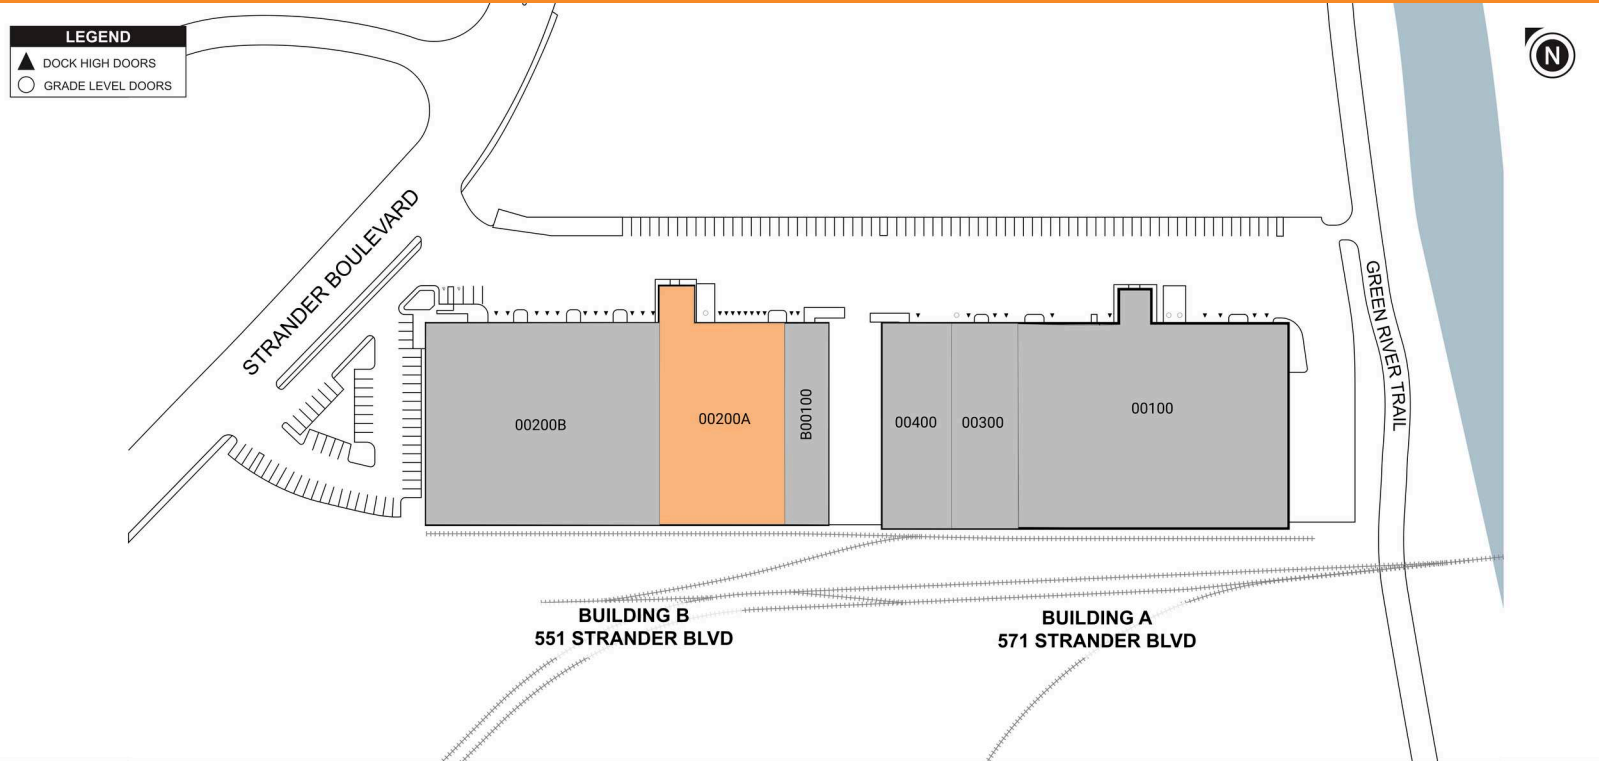 LEGEND
DOCK HIGH DOORS
GRADE LEVEL DOORS
N
STRANDER BOULEVARD
GREEN RIVER TRAIL
00200B
00200A
B00100
00400
00300
00100
BUILDING B
551 STRANDER BLVD
BUILDING A
571 STRANDER BLVD